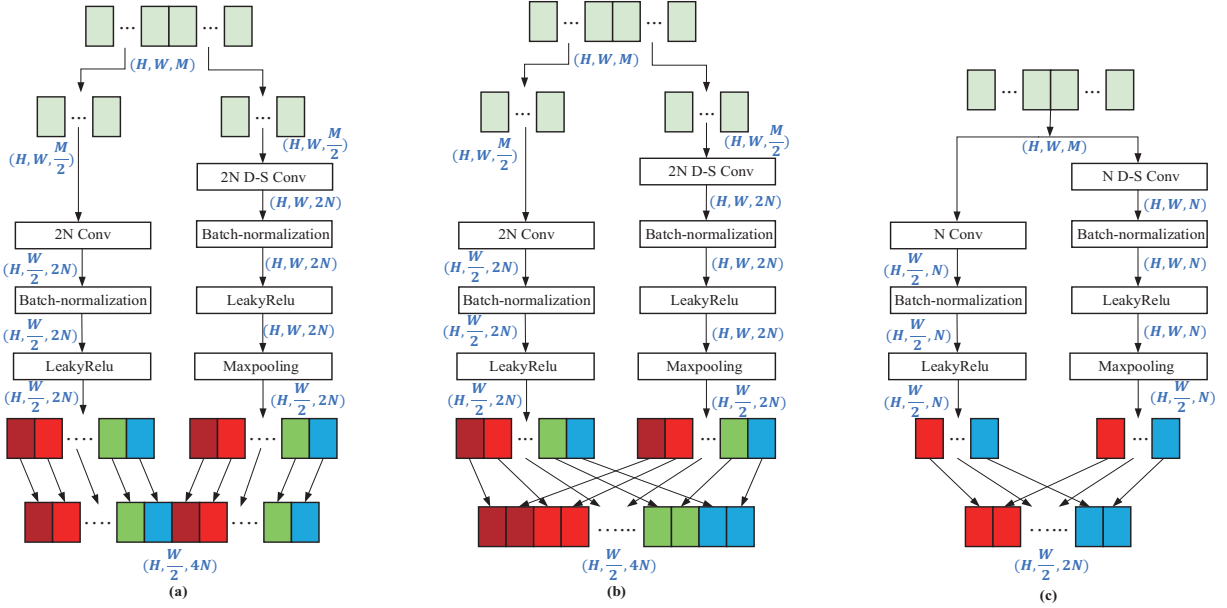 ... ...
(H, W, M)
... ...
(H, W, M/2)
(H, W, M/2)
2N D-S Conv
(H, W, 2N)
2N Conv
Batch-normalization
(H, W/2, 2N)
(H, W, 2N)
Batch-normalization
LeakyRelu
(H, W/2, 2N)
(H, W, 2N)
LeakyRelu
Maxpooling
(H, W/2, 2N)
(H, W/2, 2N)
.... ....
.... ....
(H, W/2, 4N)
(a)
... ...
(H, W, M)
... ...
(H, W, M/2)
(H, W, M/2)
2N D-S Conv
(H, W, 2N)
2N Conv
Batch-normalization
(H, W/2, 2N)
(H, W, 2N)
Batch-normalization
LeakyRelu
(H, W/2, 2N)
(H, W, 2N)
LeakyRelu
Maxpooling
(H, W/2, 2N)
(H, W/2, 2N)
... ...
......
(H, W/2, 4N)
(b)
... ...
(H, W, M)
N D-S Conv
(H, W, N)
N Conv
Batch-normalization
(H, W/2, N)
(H, W, N)
Batch-normalization
LeakyRelu
(H, W/2, N)
(H, W, N)
LeakyRelu
Maxpooling
(H, W/2, N)
(H, W/2, N)
... ...
......
(H, W/2, 2N)
(c)